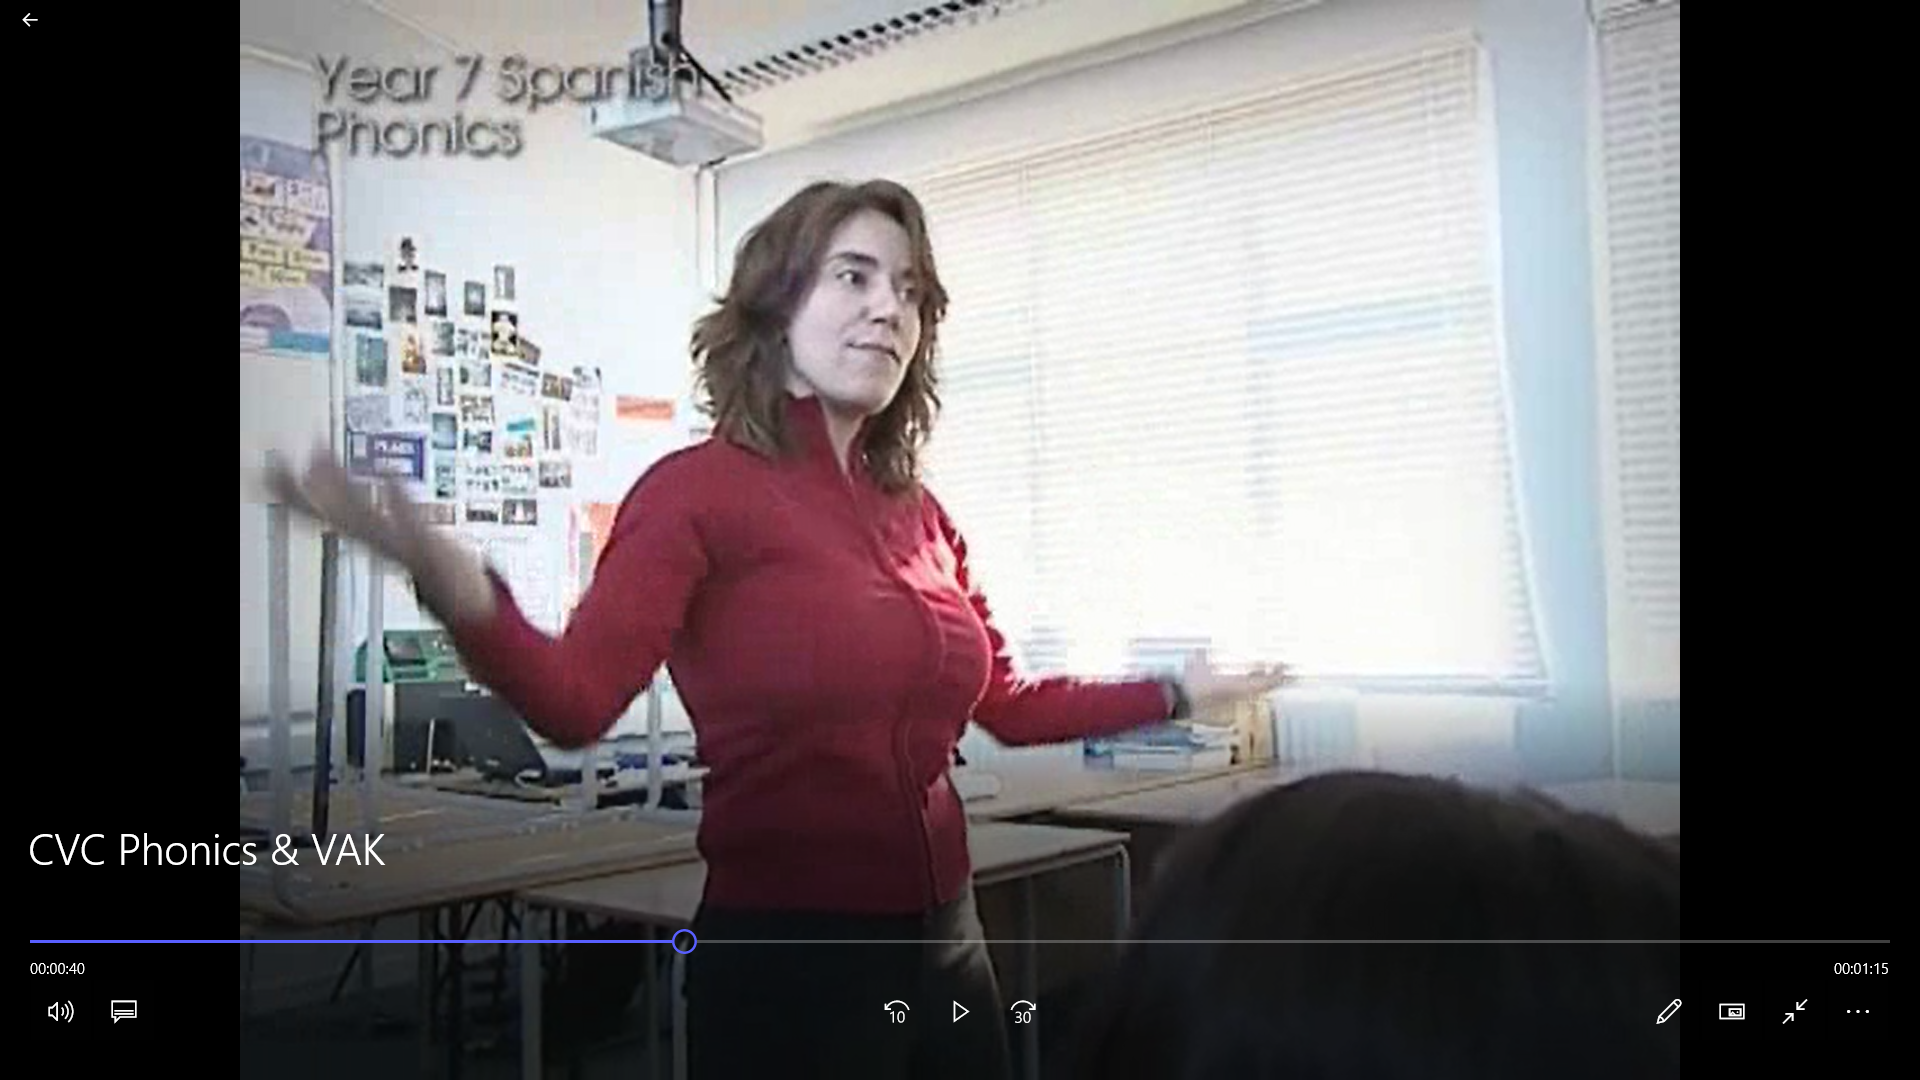 Year 7 Spanish
Phonics
CVC Phonics & VAK
00:00:40
00:01:15
10
30